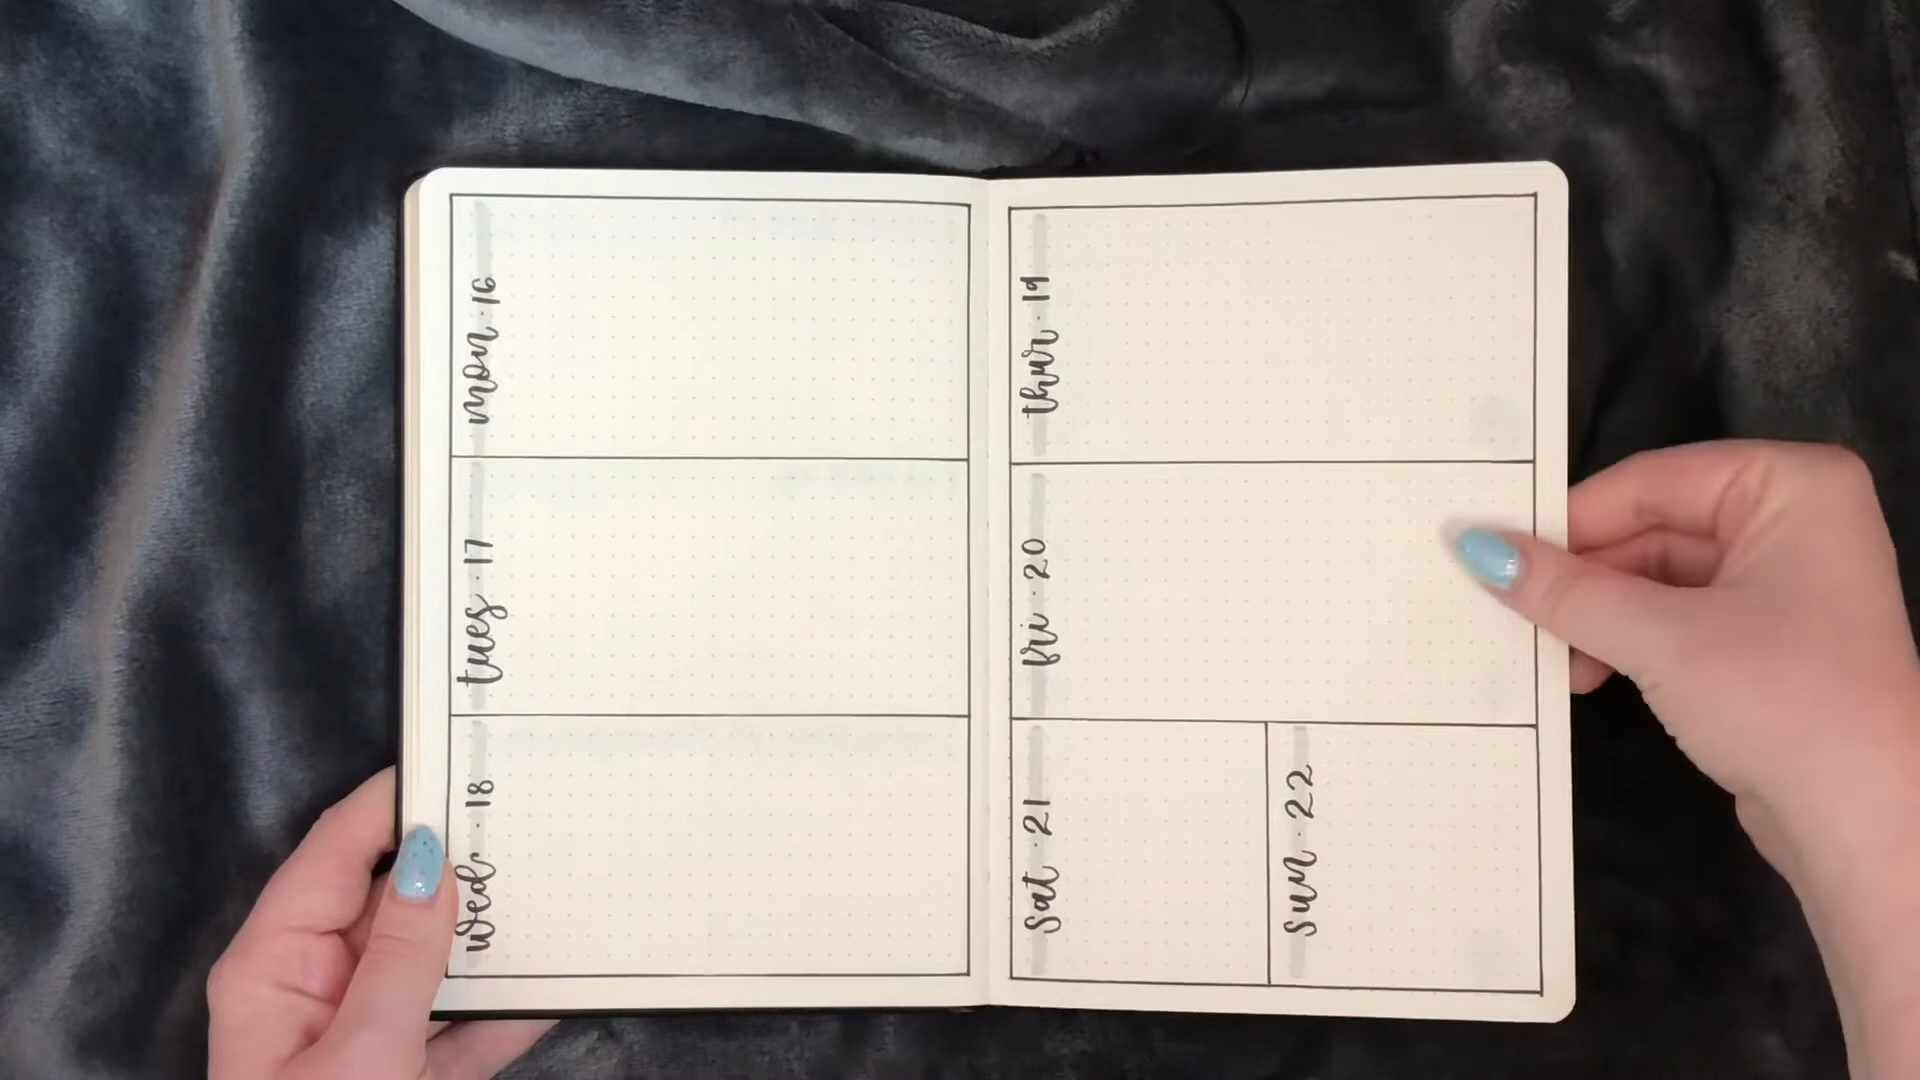 mon · 16
tues · 17
wed · 18
thur · 19
fri · 20
sat · 21
sun · 22